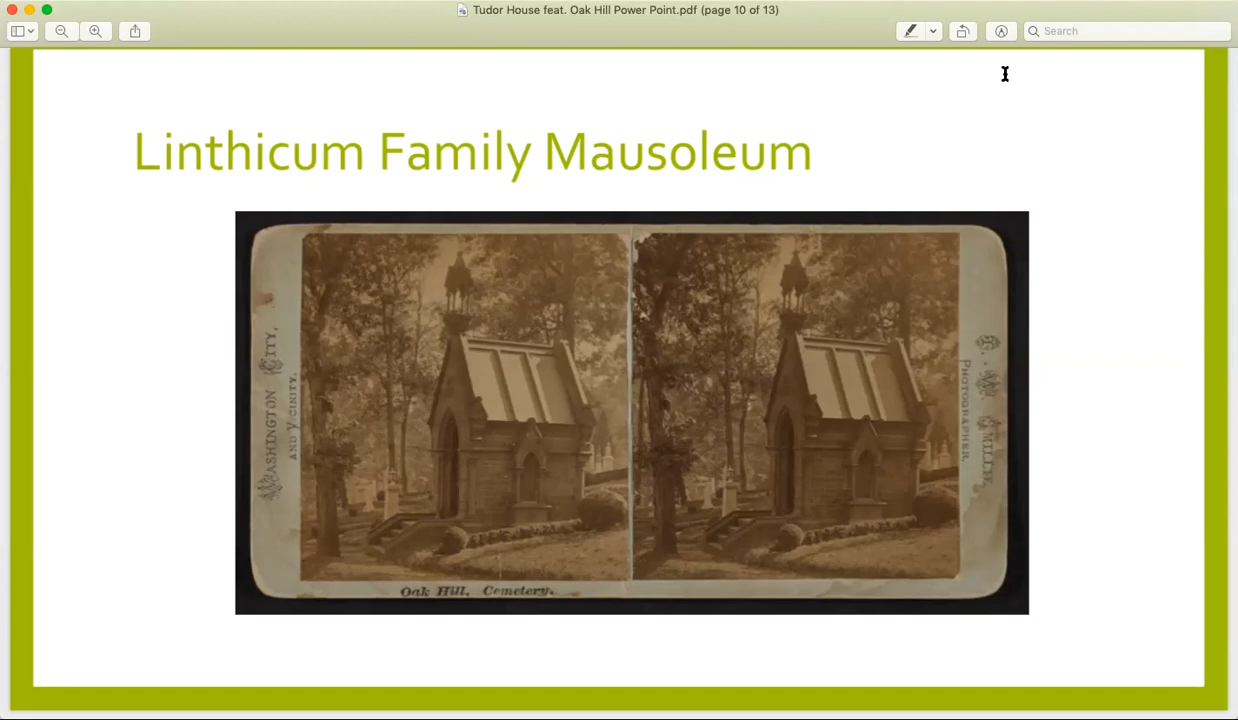 Tudor House feat. Oak Hill Power Point.pdf (page 10 of 13)
Search
Linthicum Family Mausoleum
WASHINGTON CITY,
AND VICINITY.
PHOTOGRAPHER,
Oak Hill, Cemetery.